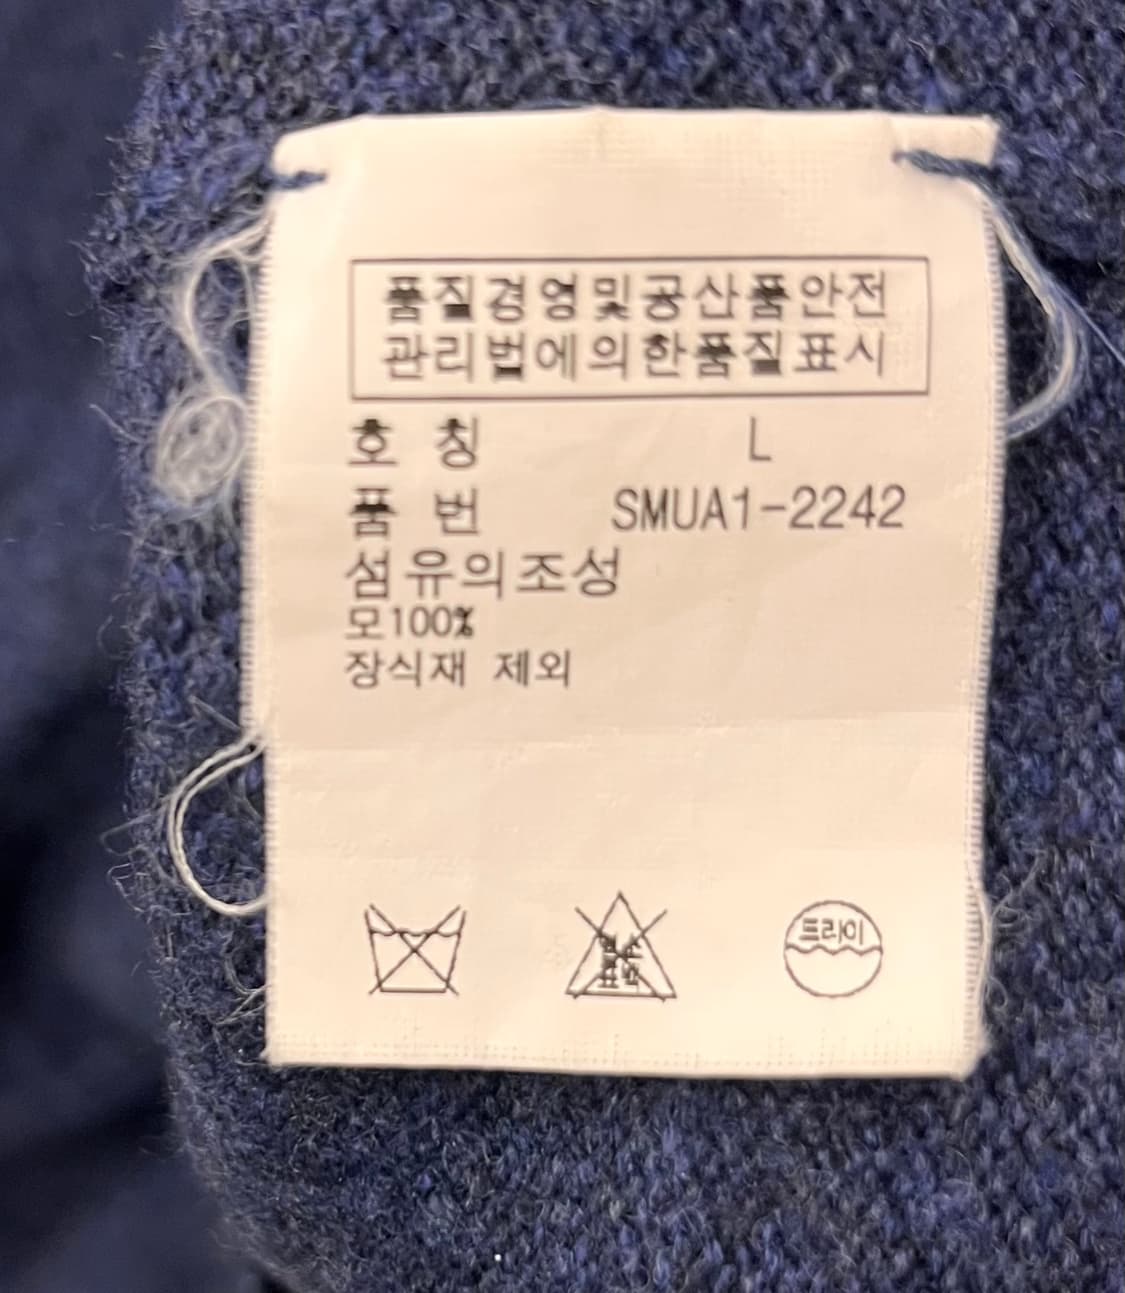 품질경영및공산품안전
관리법에의한품질표시
호 칭 L
품 번 SMUA1-2242
섬유의조성
모100%
장식재 제외
드라이